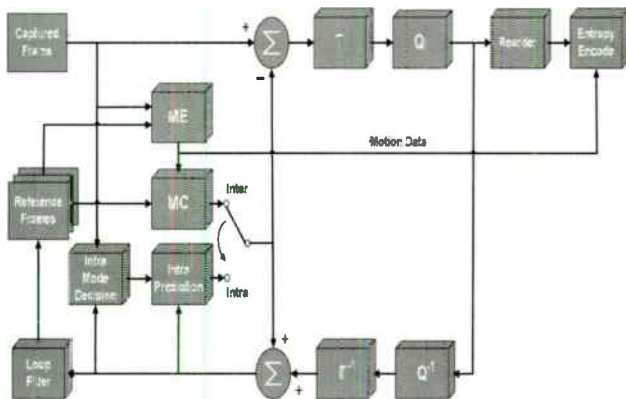 Captured
Frame
+
Σ
T
Q
Reorder
Entropy
Encode
−
ME
Motion Data
Reference
Frames
MC
Inter
Intra
Mode
Decision
Intra
Prediction
Intra
+
Loop
Filter
Σ
+
T⁻¹
Q⁻¹